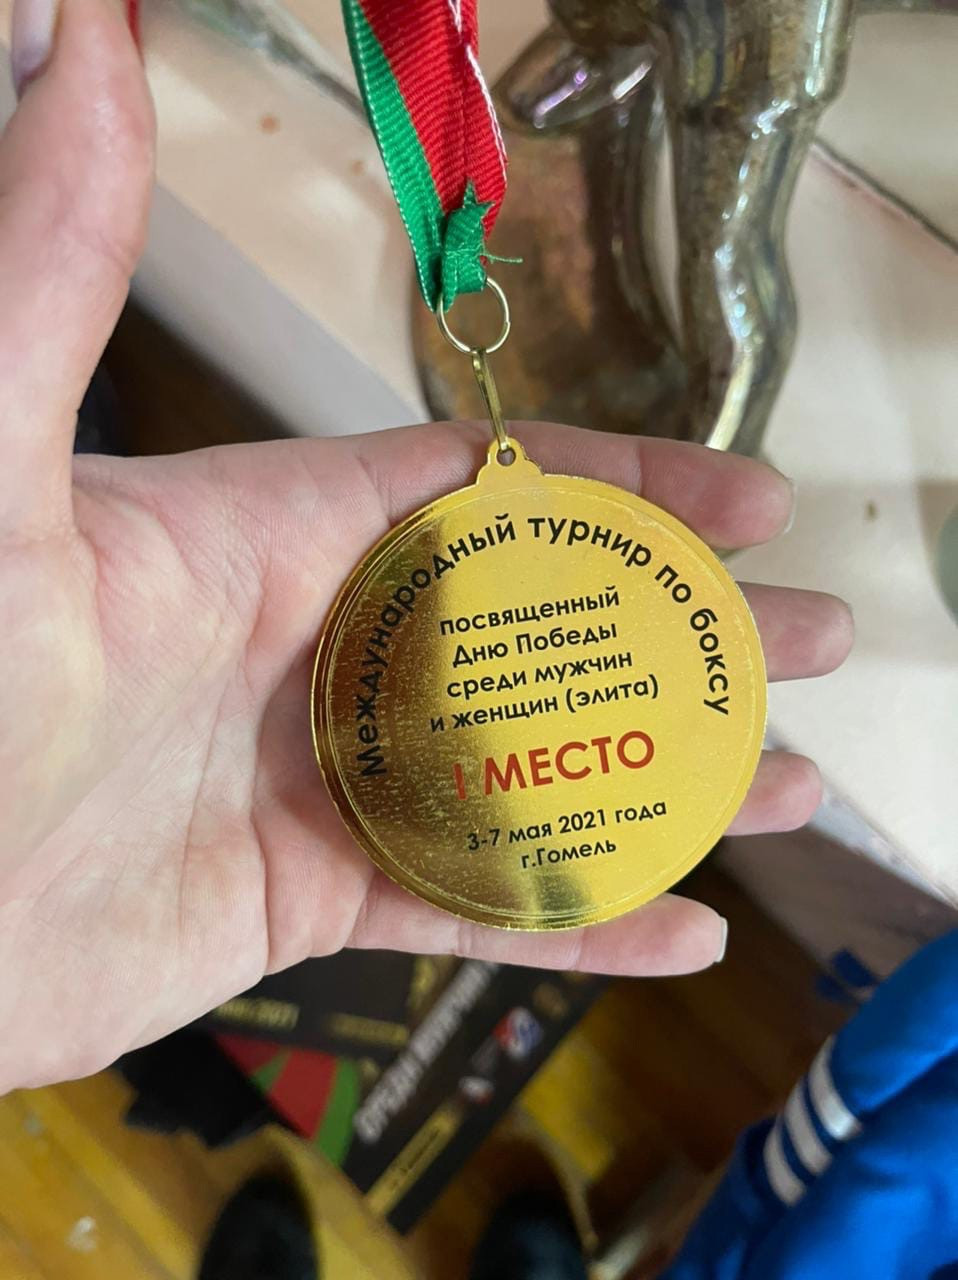 Международный турнир по боксу
посвященный
Дню Победы
среди мужчин
и женщин (элита)
I МЕСТО
3-7 мая 2021 года
г.Гомель